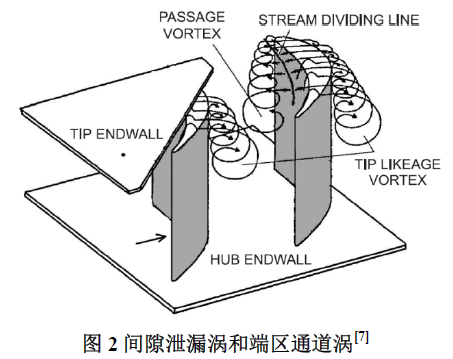 PASSAGE
VORTEX
STREAM DIVIDING LINE
TIP ENDWALL
TIP LIKEAGE
VORTEX
HUB ENDWALL
图 2 间隙泄漏涡和端区通道涡[7]